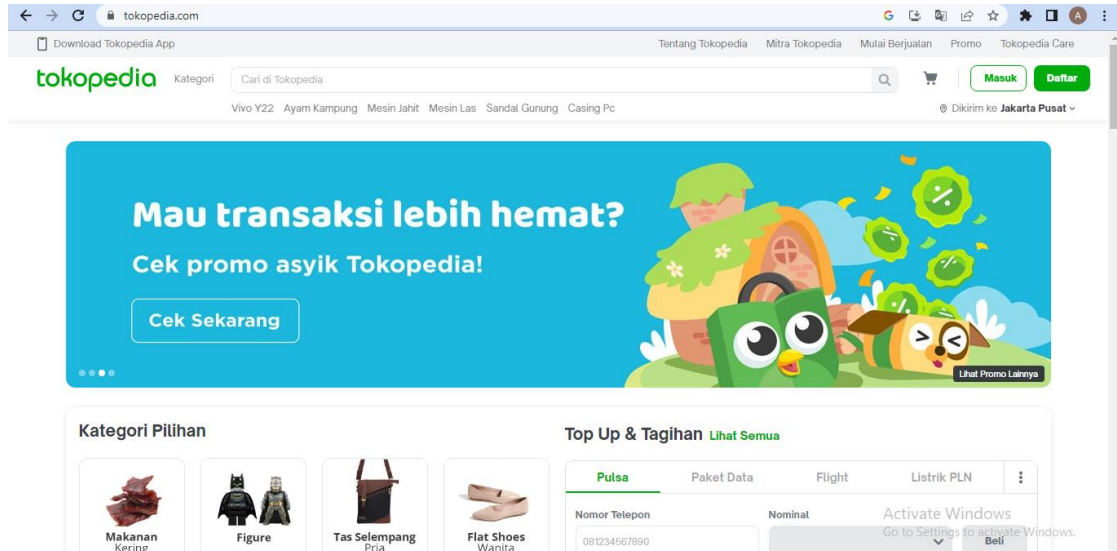 tokopedia.com
A
Download Tokopedia App
Tentang Tokopedia Mitra Tokopedia Mulai Berjualan Promo Tokopedia Care
tokopedia Kategori Cari di Tokopedia Masuk Daftar
Vivo Y22 Ayam Kampung Mesin Jahit Mesin Las Sandal Gunung Casing Pc
Dikirim ke Jakarta Pusat
Mau transaksi lebih hemat?
Cek promo asyik Tokopedia!
Cek Sekarang
Lihat Promo Lainnya
Kategori Pilihan
Makanan
Kering
Figure
Tas Selempang
Pria
Flat Shoes
Wanita
Top Up & Tagihan Lihat Semua
Pulsa Paket Data Flight Listrik PLN
Nomor Telepon Nominal
081234567890
Beli
Activate Windows
Go to Settings to activate Windows.